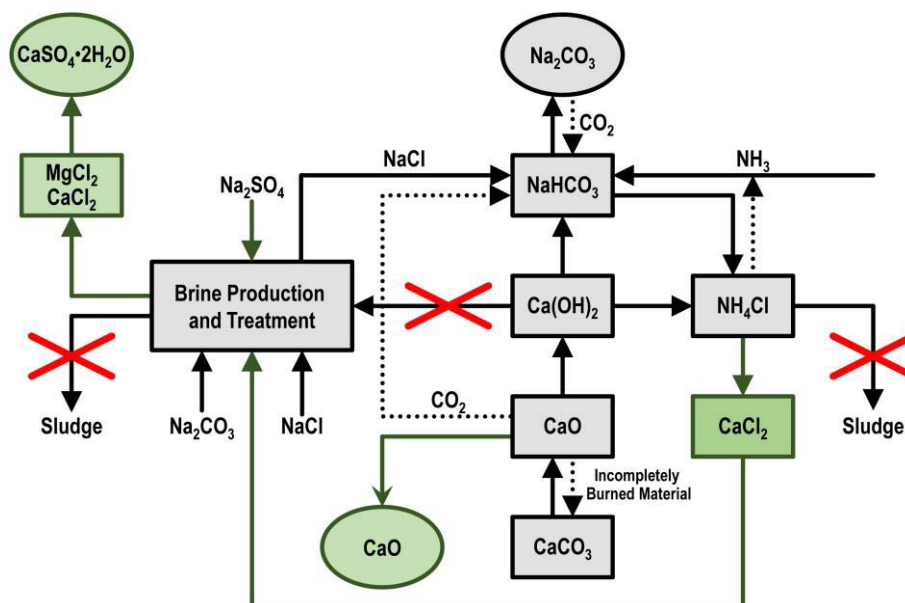 CaSO₄•2H₂O
Na₂CO₃
CO₂
MgCl₂
CaCl₂
Na₂SO₄
NaCl
NaHCO₃
NH₃
Brine Production
and Treatment
Ca(OH)₂
NH₄Cl
Sludge
Na₂CO₃
NaCl
CO₂
CaO
CaCl₂
Sludge
Incompletely
Burned Material
CaO
CaCO₃